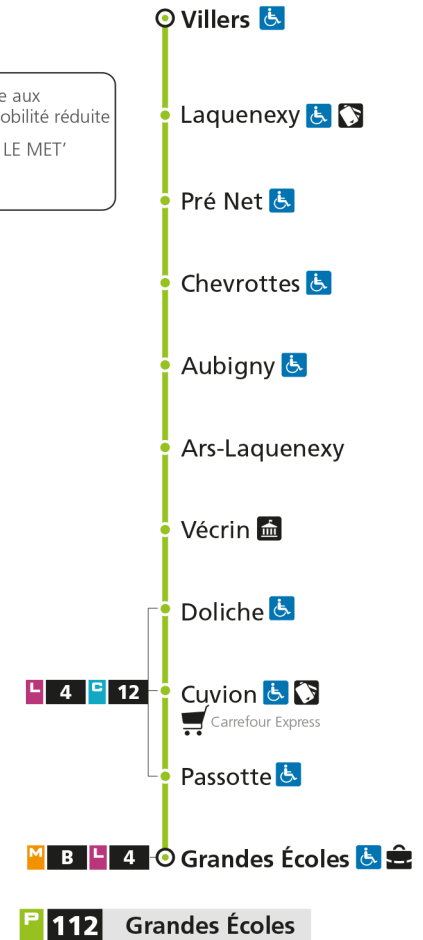 Villers
e aux
obilité réduite
LE MET’
Laquenexy
Pré Net
Chevrottes
Aubigny
Ars-Laquenexy
Vécrin
Doliche
L 4 C 12 Cuvion
Carrefour Express
Passotte
M B L 4 Grandes Écoles
P 112 Grandes Écoles